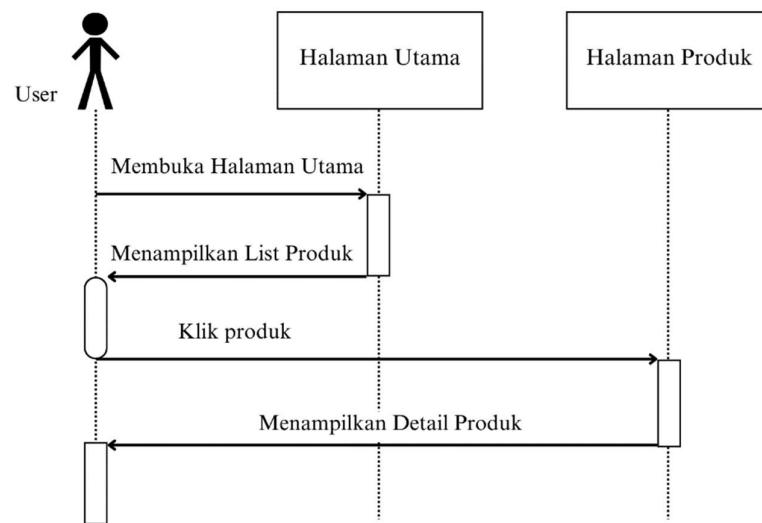 Halaman Utama
Halaman Produk
User
Membuka Halaman Utama
Menampilkan List Produk
Klik produk
Menampilkan Detail Produk